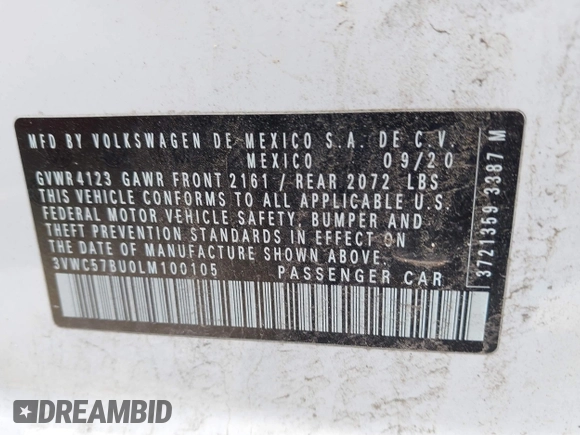 MFD BY VOLKSWAGEN DE MEXICO S.A. DE C.V.
MEXICO 09/20
GVWR 4123 GAWR FRONT 2161 / REAR 2072 LBS
THIS VEHICLE CONFORMS TO ALL APPLICABLE U.S.
FEDERAL MOTOR VEHICLE SAFETY, BUMPER AND
THEFT PREVENTION STANDARDS IN EFFECT ON
THE DATE OF MANUFACTURE SHOWN ABOVE.
3VWC57BU0LM100105 PASSENGER CAR
3721359 3387 M
DREAMBID